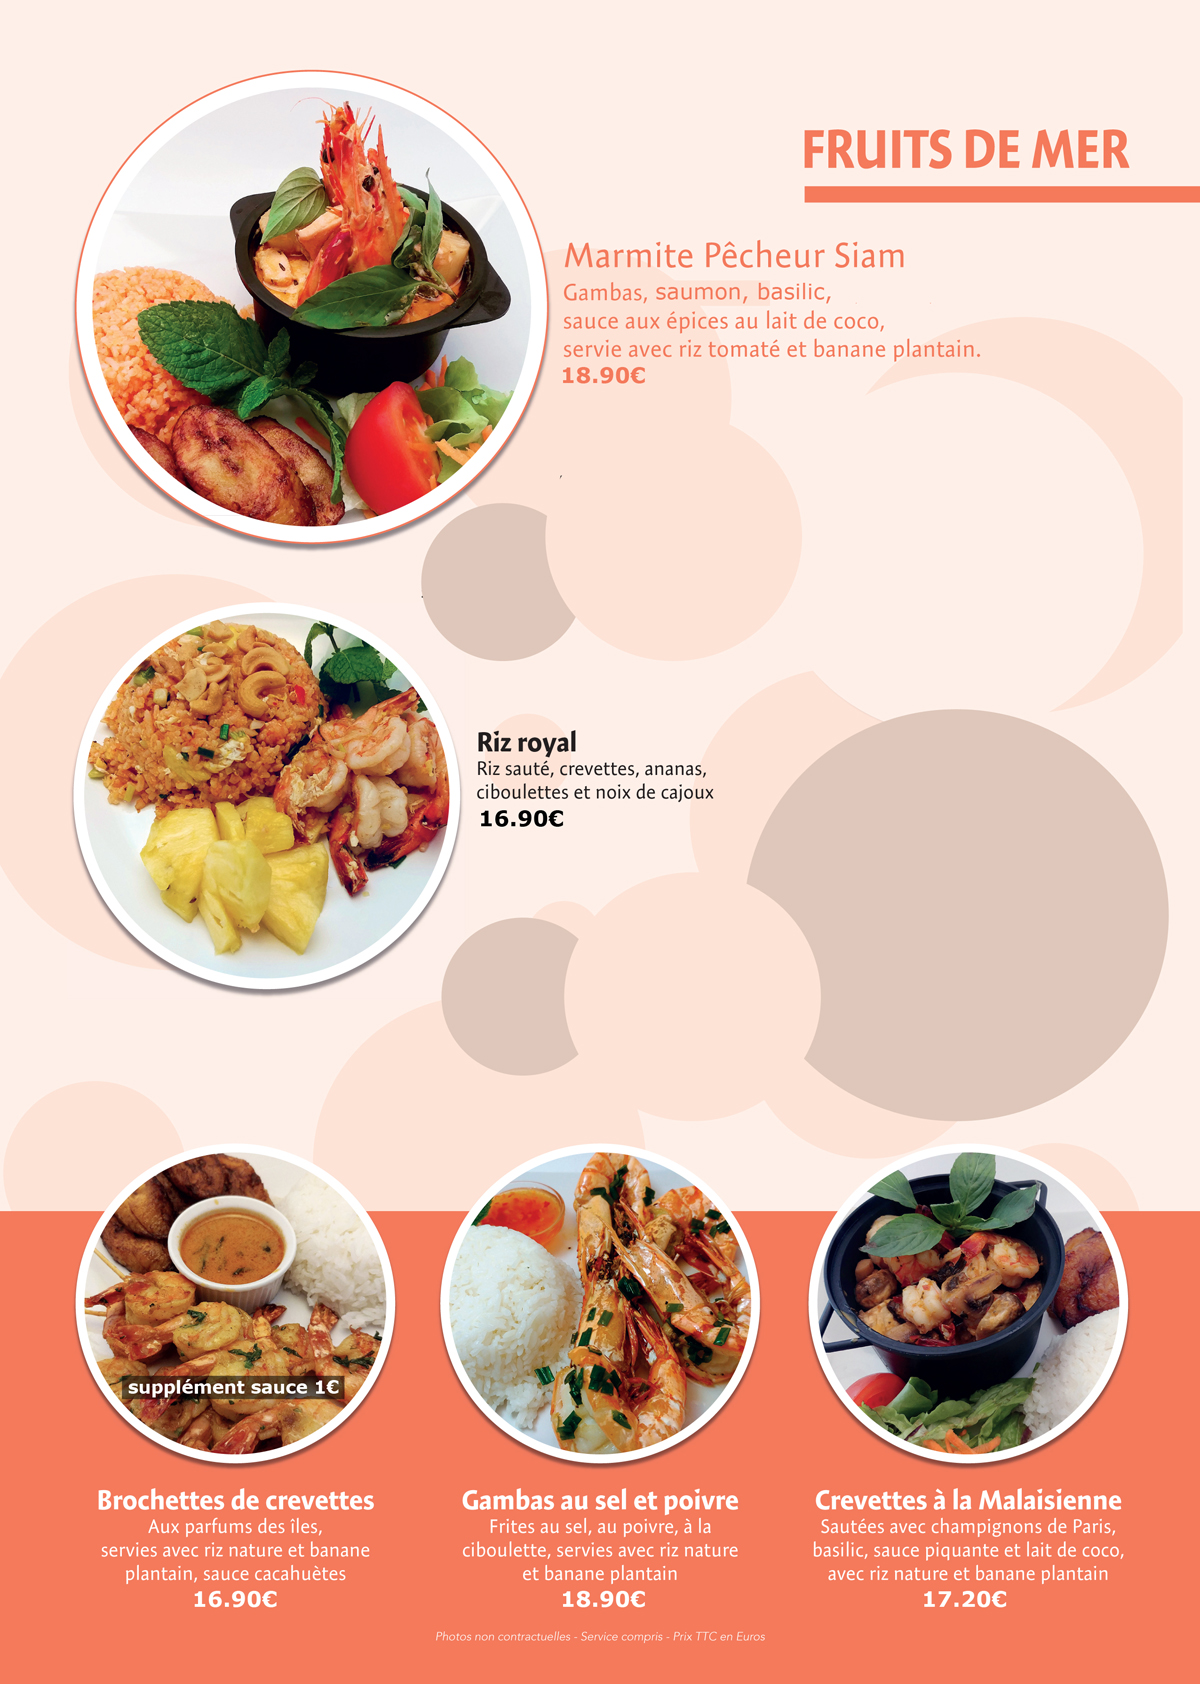 FRUITS DE MER
Marmite Pêcheur Siam
Gambas, saumon, basilic,
sauce aux épices au lait de coco,
servie avec riz tomaté et banane plantain.
18.90€
Riz royal
Riz sauté, crevettes, ananas,
ciboulettes et noix de cajoux
16.90€
supplément sauce 1€
Brochettes de crevettes
Aux parfums des îles,
servies avec riz nature et banane
plantain, sauce cacahuètes
16.90€
Gambas au sel et poivre
Frites au sel, au poivre, à la
ciboulette, servies avec riz nature
et banane plantain
18.90€
Crevettes à la Malaisienne
Sautées avec champignons de Paris,
basilic, sauce piquante et lait de coco,
avec riz nature et banane plantain
17.20€
Photos non contractuelles - Service compris - Prix TTC en Euros